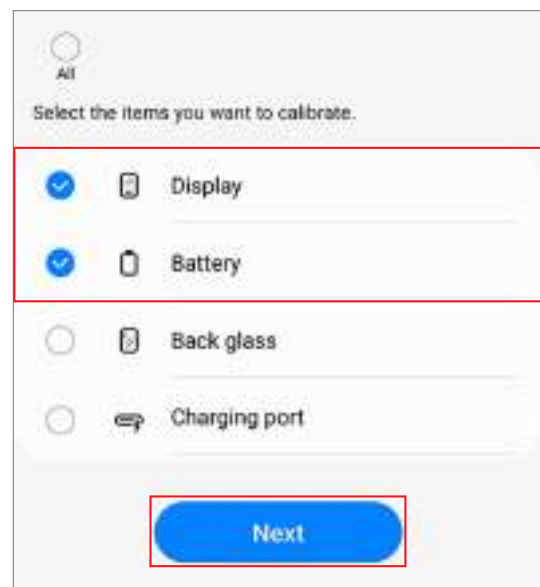 All
Select the items you want to calibrate.
Display
Battery
Back glass
Charging port
Next